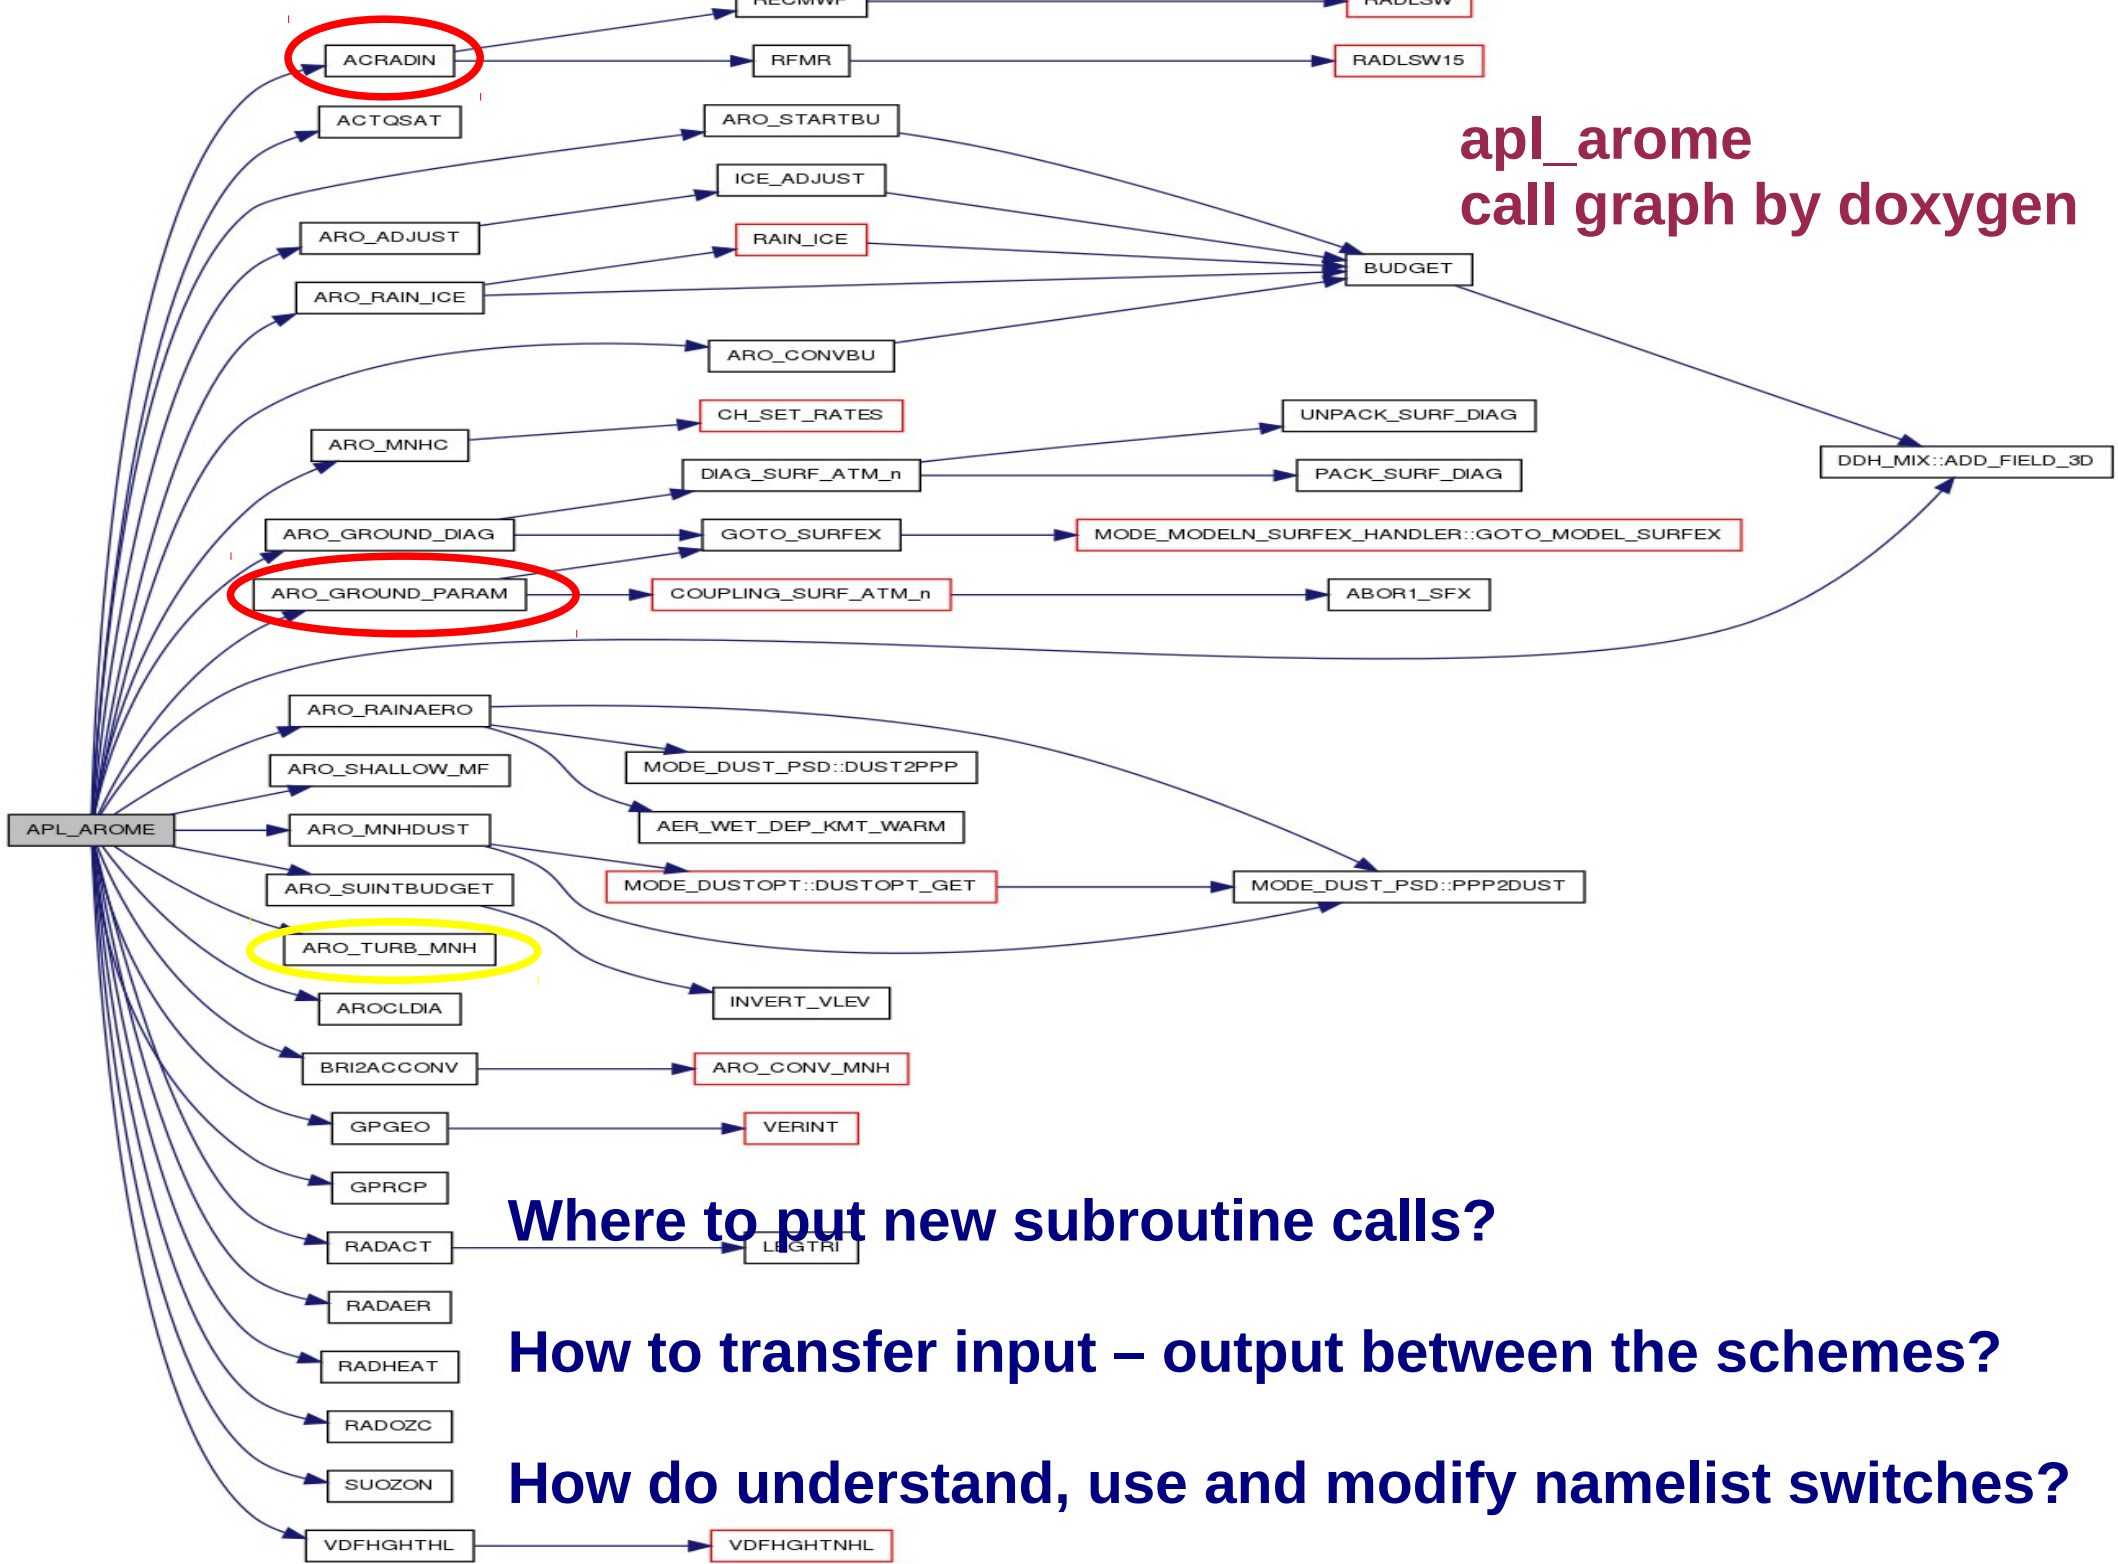 RECMWF
RADLSW
ACRADIN
RFMR
RADLSW15
ACTQSAT
ARO_STARTBU
apl_arome
call graph by doxygen
ICE_ADJUST
ARO_ADJUST
RAIN_ICE
BUDGET
ARO_RAIN_ICE
ARO_CONVBU
CH_SET_RATES
UNPACK_SURF_DIAG
ARO_MNHC
DDH_MIX::ADD_FIELD_3D
DIAG_SURF_ATM_n
PACK_SURF_DIAG
ARO_GROUND_DIAG
GOTO_SURFEX
MODE_MODELN_SURFEX_HANDLER::GOTO_MODEL_SURFEX
ARO_GROUND_PARAM
COUPLING_SURF_ATM_n
ABOR1_SFX
ARO_RAINAERO
ARO_SHALLOW_MF
MODE_DUST_PSD::DUST2PPP
APL_AROME
ARO_MNHDUST
AER_WET_DEP_KMT_WARM
ARO_SUINTBUDGET
MODE_DUSTOPT::DUSTOPT_GET
MODE_DUST_PSD::PPP2DUST
ARO_TURB_MNH
AROCLDIA
INVERT_VLEV
BRI2ACCONV
ARO_CONV_MNH
GPGEO
VERINT
GPRCP
Where to put new subroutine calls?
RADACT
LEGTRI
RADAER
How to transfer input – output between the schemes?
RADHEAT
RADOZC
How do understand, use and modify namelist switches?
SUOZON
VDFHGHTHL
VDFHGHTNHL